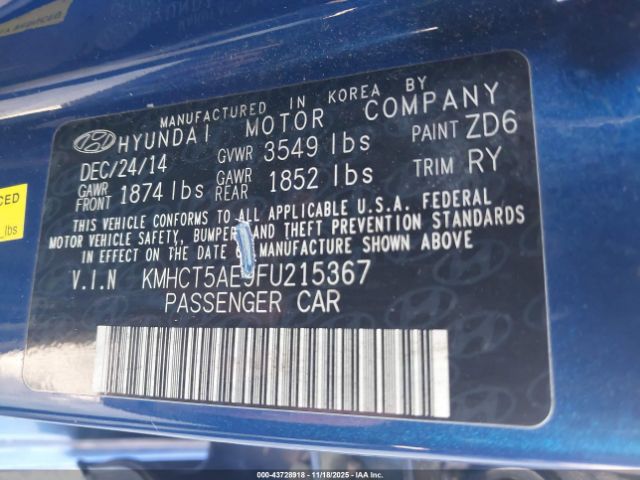 MANUFACTURED IN KOREA BY
HYUNDAI MOTOR COMPANY
DEC/24/14 GVWR 3549 lbs PAINT ZD6
GAWR FRONT 1874 lbs GAWR REAR 1852 lbs TRIM RY
THIS VEHICLE CONFORMS TO ALL APPLICABLE U.S.A. FEDERAL
MOTOR VEHICLE SAFETY, BUMPER AND THEFT PREVENTION STANDARDS
IN EFFECT ON THE DATE OF MANUFACTURE SHOWN ABOVE
V.I.N KMHCT5AE9FU215367
PASSENGER CAR
CED
lbs.
000-43728918 - 11/18/2025 - IAAI.COM